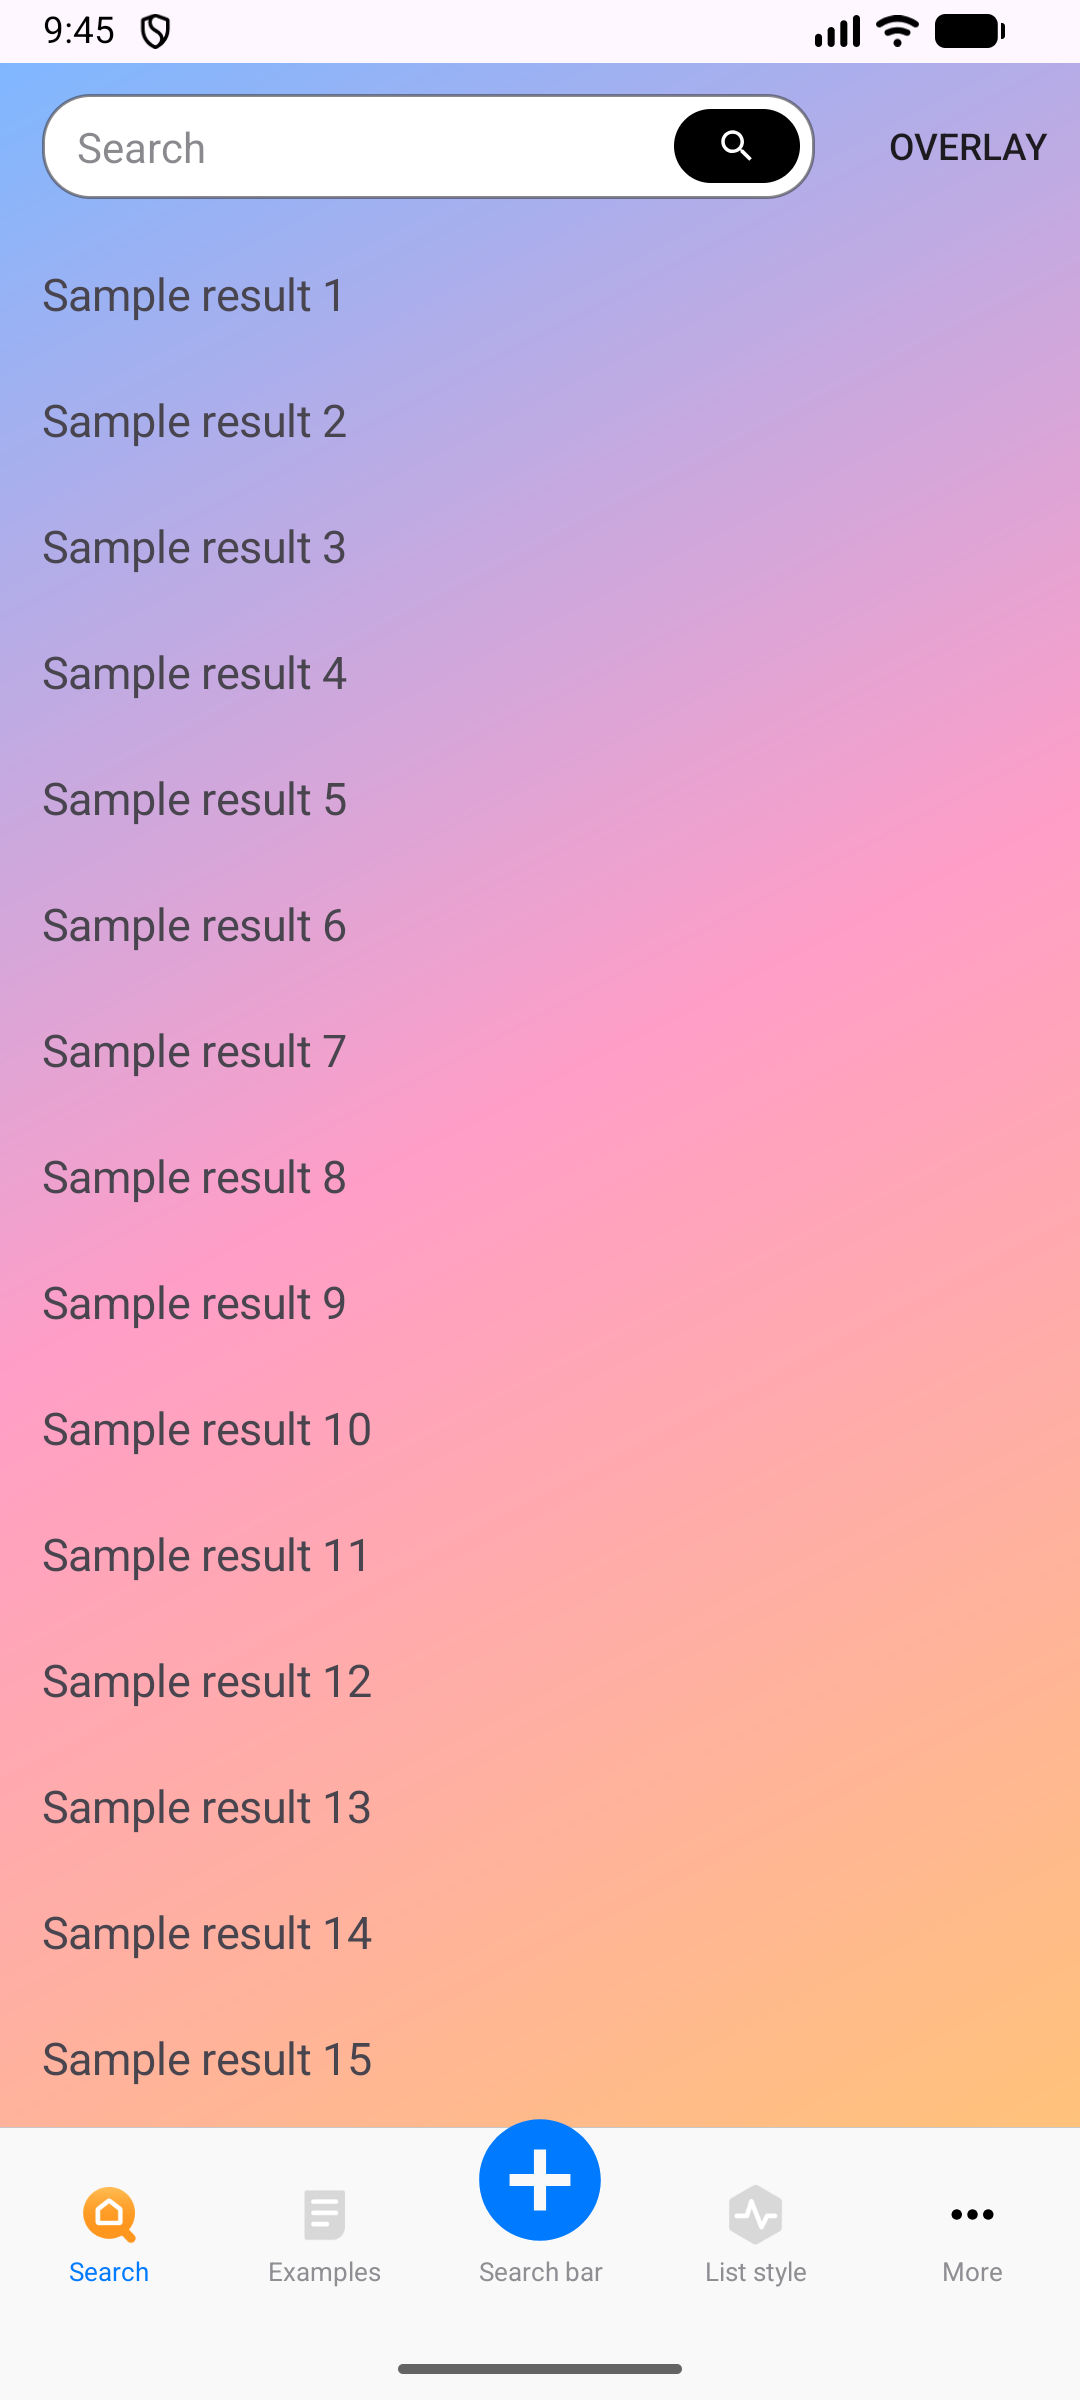 9:45
Search
OVERLAY
Sample result 1
Sample result 2
Sample result 3
Sample result 4
Sample result 5
Sample result 6
Sample result 7
Sample result 8
Sample result 9
Sample result 10
Sample result 11
Sample result 12
Sample result 13
Sample result 14
Sample result 15
Search
Examples
Search bar
List style
More